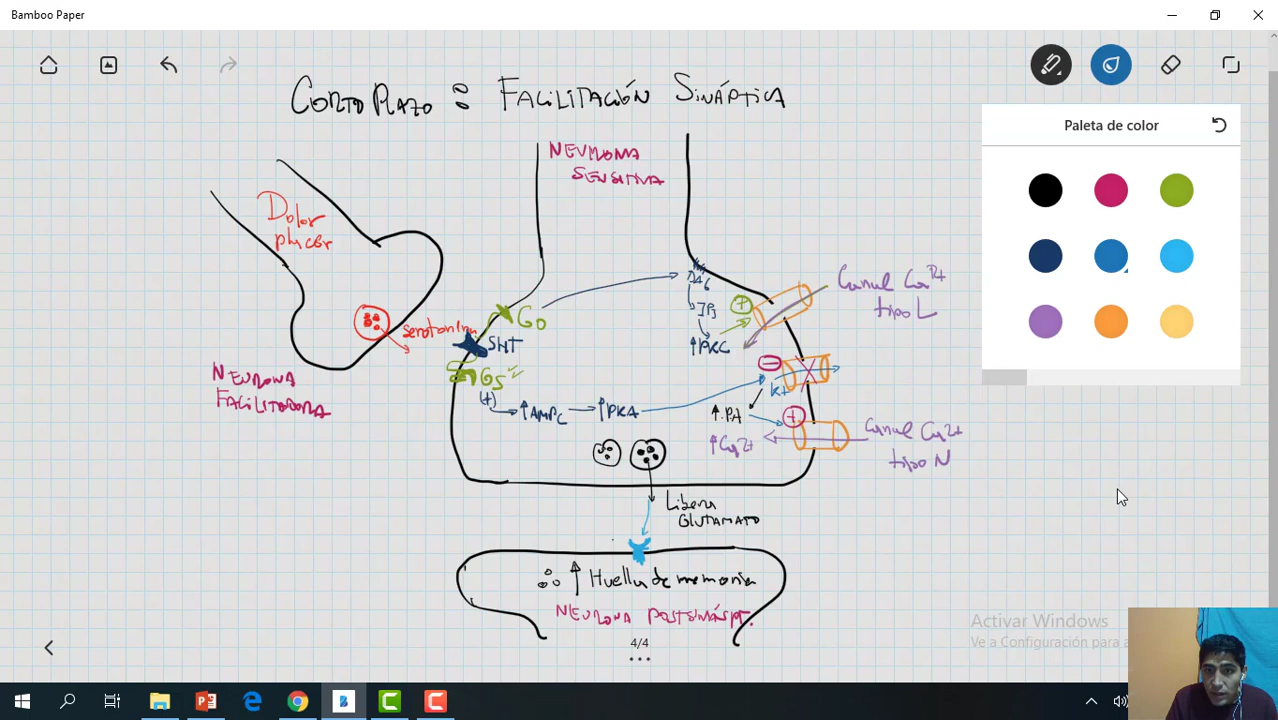 Bamboo Paper
CORTO PLAZO : FACILITACIÓN SINÁPTICA
Paleta de color
NEURONA
SENSITIVA
Dolor
placer
serotonina
NEURONA
FACILITADORA
Go
5HT
Gs
(+)
↑AMPc → ↑PKA
DAG
IP3
↑PKC
+
Canal Ca2+
tipo L
−
K+
↑PA
+
↑Ca2+
Canal Ca2+
tipo N
Libera
GLUTAMATO
∴ ↑ Huella de memoria
NEURONA POSTSINÁPT.
4/4
Activar Windows
Ve a Configuración para a